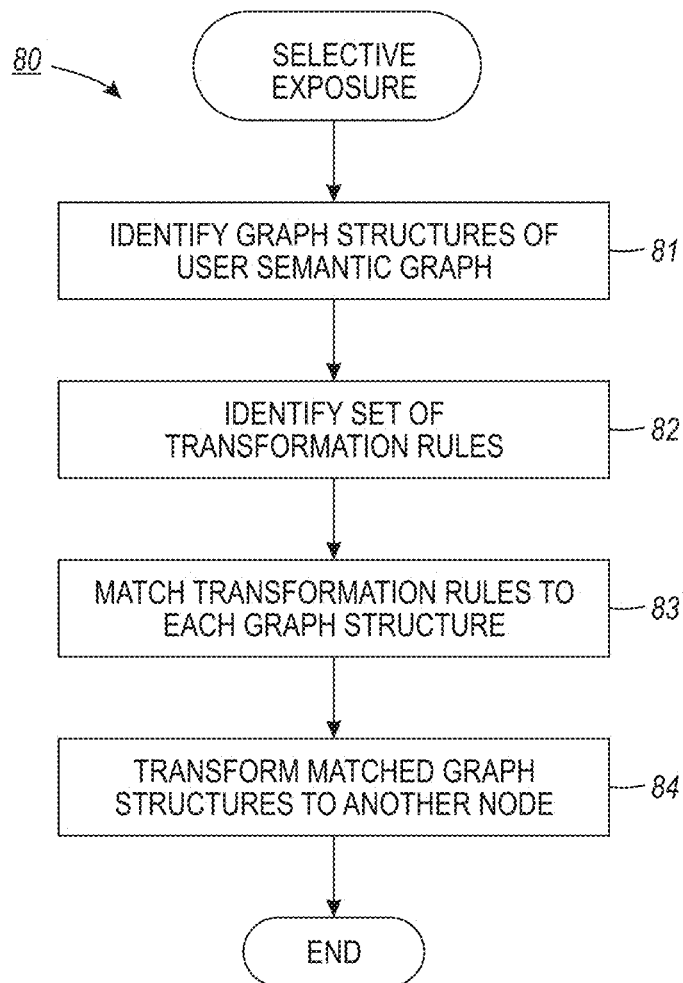 80
SELECTIVE
EXPOSURE
IDENTIFY GRAPH STRUCTURES OF
USER SEMANTIC GRAPH
81
IDENTIFY SET OF
TRANSFORMATION RULES
82
MATCH TRANSFORMATION RULES TO
EACH GRAPH STRUCTURE
83
TRANSFORM MATCHED GRAPH
STRUCTURES TO ANOTHER NODE
84
END